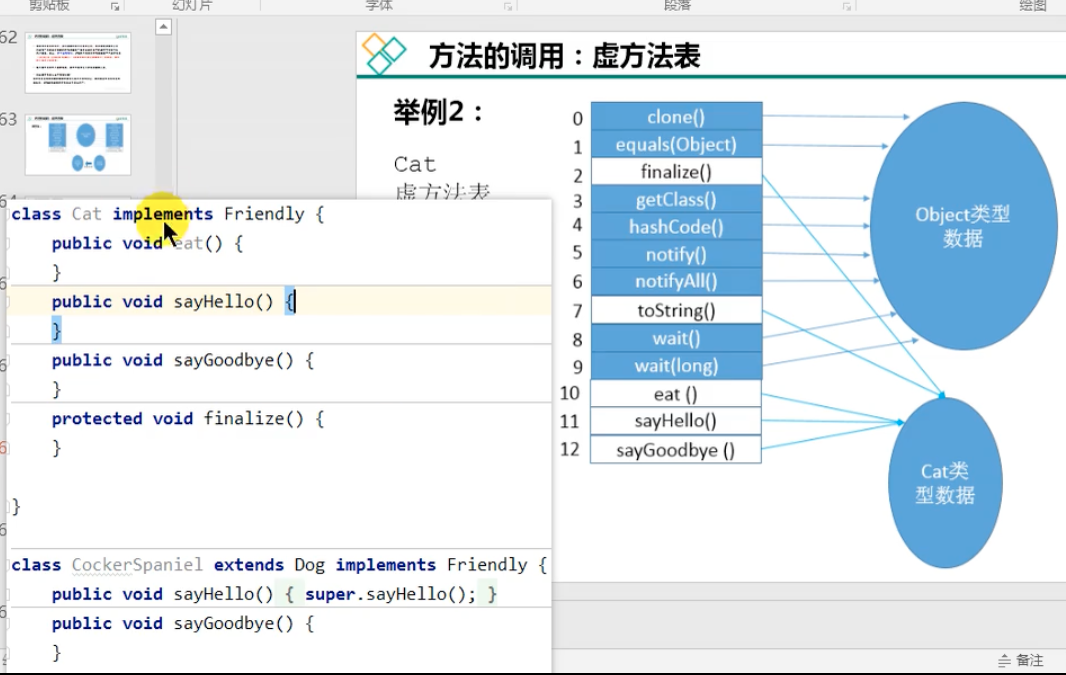 剪贴板
幻灯片
字体
段落
绘图
62
63
方法的调用：虚方法表
举例2：
Cat
虚方法表
0 clone()
1 equals(Object)
2 finalize()
3 getClass()
4 hashCode()
5 notify()
6 notifyAll()
7 toString()
8 wait()
9 wait(long)
10 eat ()
11 sayHello()
12 sayGoodbye ()
Object类型
数据
Cat类
型数据
class Cat implements Friendly {
public void eat() {
}
public void sayHello() {
}
public void sayGoodbye() {
}
protected void finalize() {
}
}
class CockerSpaniel extends Dog implements Friendly {
public void sayHello() { super.sayHello(); }
public void sayGoodbye() {
}
备注